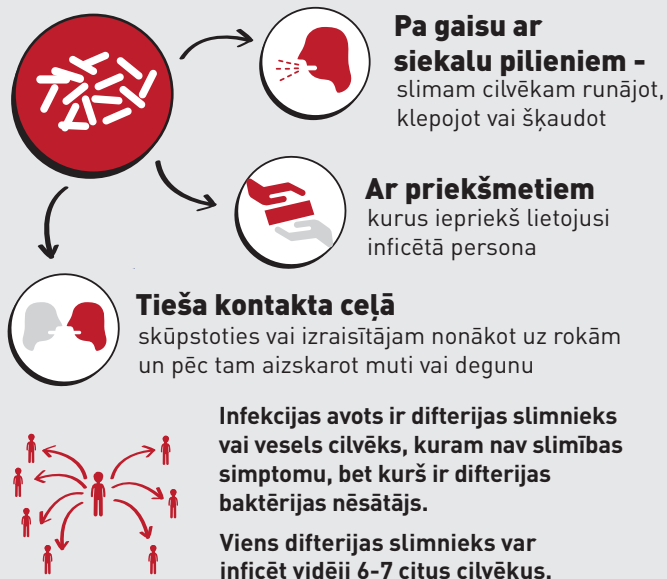 Pa gaisu ar
siekalu pilieniem -
slimam cilvēkam runājot,
klepojot vai šķaudot
Ar priekšmetiem
kurus iepriekš lietojusi
inficētā persona
Tieša kontakta ceļā
skūpstoties vai izraisītājam nonākot uz rokām
un pēc tam aizskarot muti vai degunu
Infekcijas avots ir difterijas slimnieks
vai vesels cilvēks, kuram nav slimības
simptomu, bet kurš ir difterijas
baktērijas nēsātājs.
Viens difterijas slimnieks var
inficēt vidēji 6-7 citus cilvēkus.